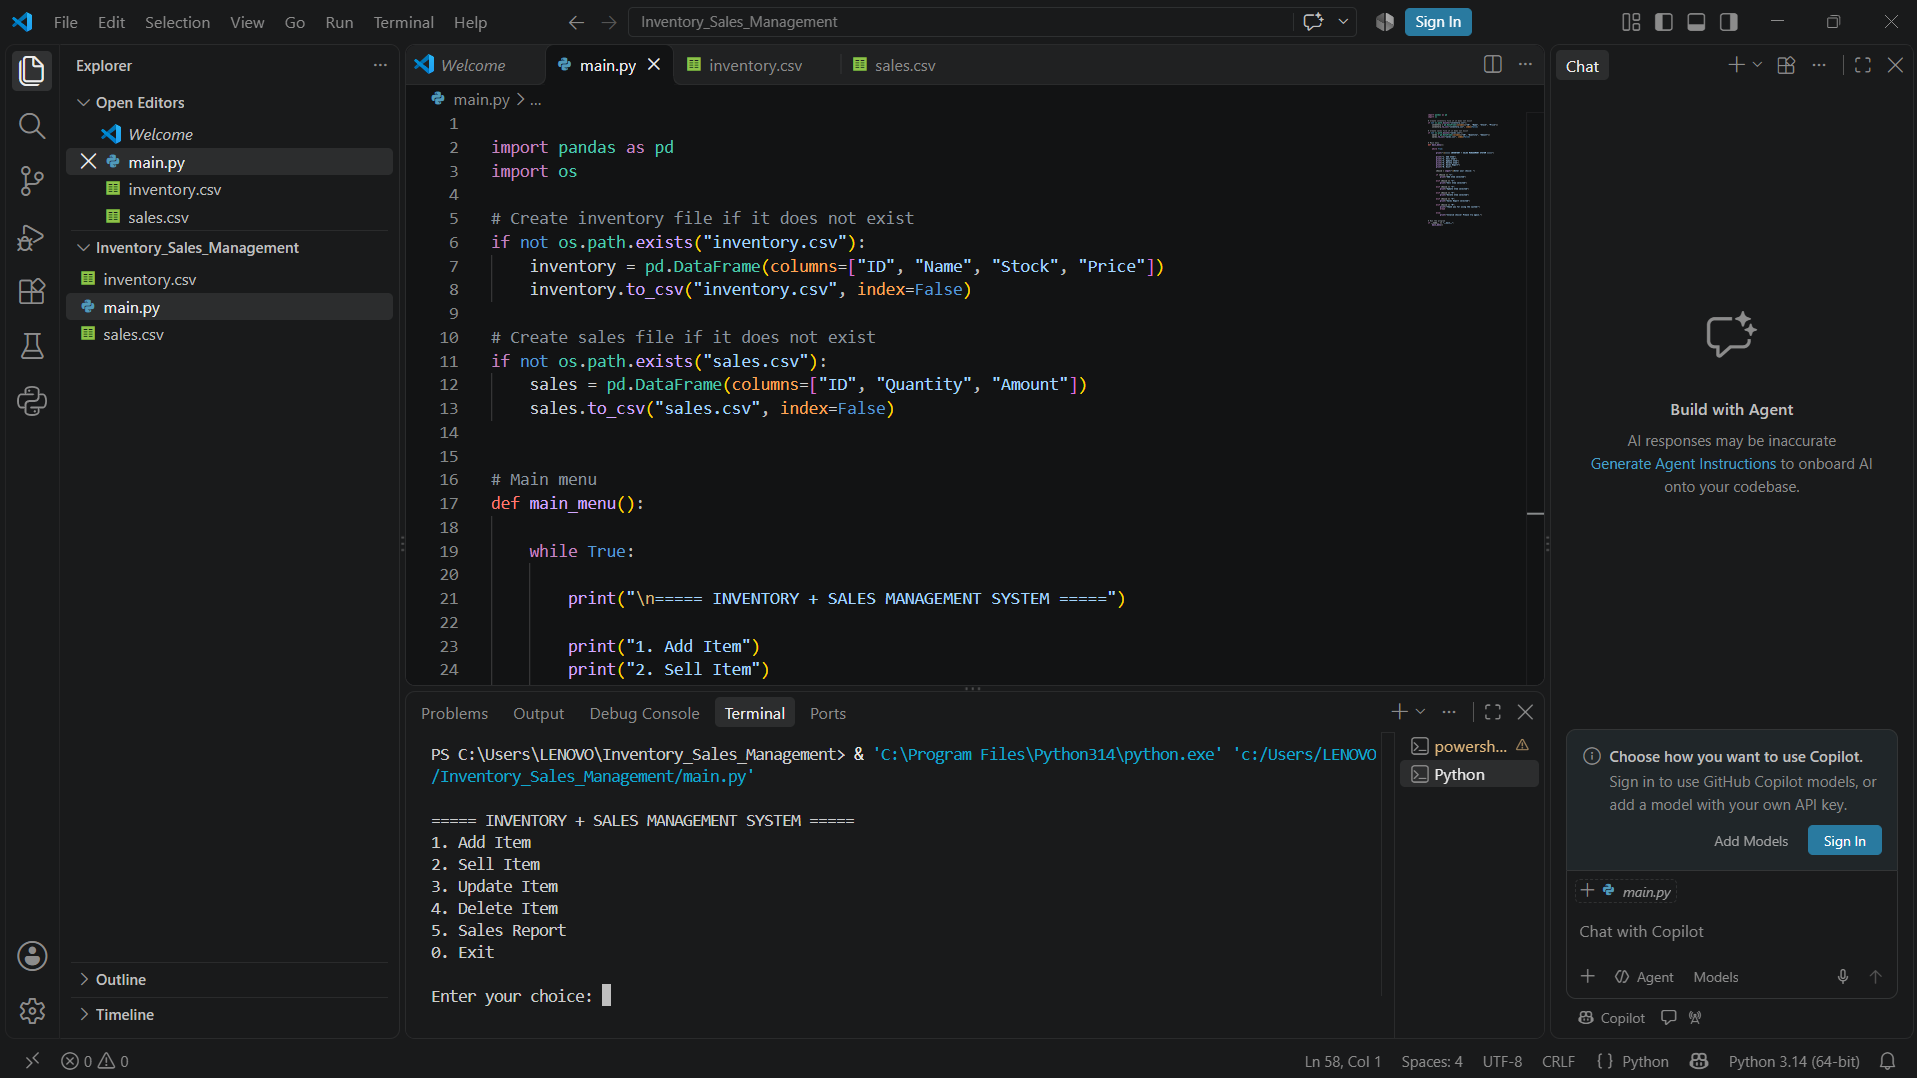 File Edit Selection View Go Run Terminal Help
Inventory_Sales_Management
Sign In
Explorer
Open Editors
Welcome
main.py
inventory.csv
sales.csv
Inventory_Sales_Management
inventory.csv
main.py
sales.csv
Outline
Timeline
Welcome main.py inventory.csv sales.csv
main.py > ...
1
2 import pandas as pd
3 import os
4
5 # Create inventory file if it does not exist
6 if not os.path.exists("inventory.csv"):
7 inventory = pd.DataFrame(columns=["ID", "Name", "Stock", "Price"])
8 inventory.to_csv("inventory.csv", index=False)
9
10 # Create sales file if it does not exist
11 if not os.path.exists("sales.csv"):
12 sales = pd.DataFrame(columns=["ID", "Quantity", "Amount"])
13 sales.to_csv("sales.csv", index=False)
14
15
16 # Main menu
17 def main_menu():
18
19 while True:
20
21 print("\n===== INVENTORY + SALES MANAGEMENT SYSTEM =====")
22
23 print("1. Add Item")
24 print("2. Sell Item")
Problems Output Debug Console Terminal Ports
PS C:\Users\LENOVO\Inventory_Sales_Management> & 'C:\Program Files\Python314\python.exe' 'c:/Users/LENOVO
/Inventory_Sales_Management/main.py'
===== INVENTORY + SALES MANAGEMENT SYSTEM =====
1. Add Item
2. Sell Item
3. Update Item
4. Delete Item
5. Sales Report
0. Exit
Enter your choice:
powersh...
Python
Chat
Build with Agent
AI responses may be inaccurate
Generate Agent Instructions to onboard AI
onto your codebase.
Choose how you want to use Copilot.
Sign in to use GitHub Copilot models, or
add a model with your own API key.
Add Models Sign In
main.py
Chat with Copilot
Agent Models
Copilot
0 0
Ln 58, Col 1 Spaces: 4 UTF-8 CRLF { } Python Python 3.14 (64-bit)